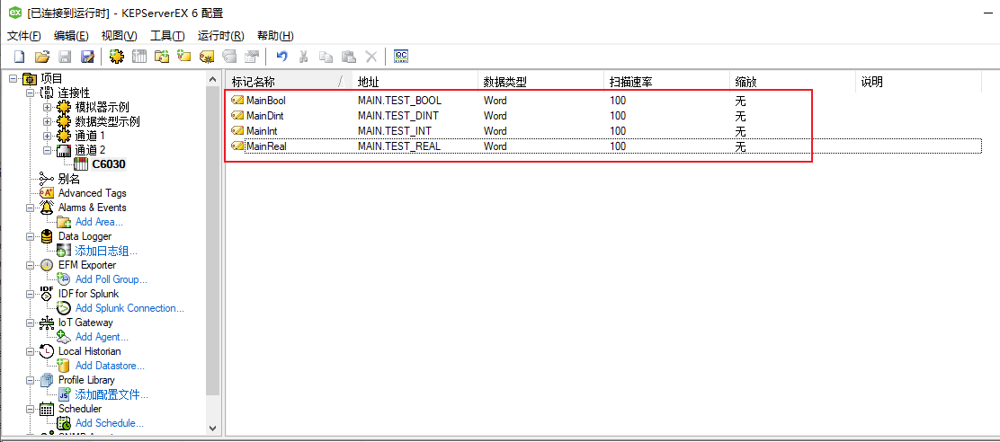 [已连接到运行时] - KEPServerEX 6 配置
文件(F) 编辑(E) 视图(V) 工具(T) 运行时(R) 帮助(H)
项目
连接性
模拟器示例
数据类型示例
通道 1
通道 2
C6030
别名
Advanced Tags
Alarms & Events
Add Area...
Data Logger
添加日志组...
EFM Exporter
Add Poll Group...
IDF for Splunk
Add Splunk Connection...
IoT Gateway
Add Agent...
Local Historian
Add Datastore...
Profile Library
添加配置文件...
Scheduler
Add Schedule...
标记名称 / 地址 数据类型 扫描速率 缩放 说明
MainBool MAIN.TEST_BOOL Word 100 无
MainDint MAIN.TEST_DINT Word 100 无
MainInt MAIN.TEST_INT Word 100 无
MainReal MAIN.TEST_REAL Word 100 无